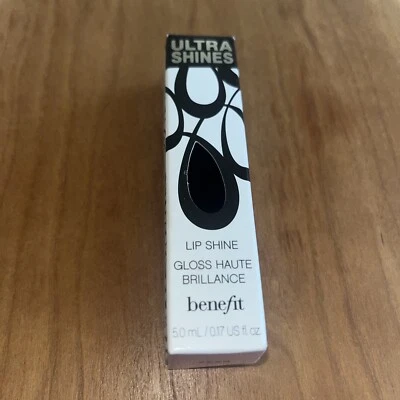 ULTRA
SHINES
LIP SHINE
GLOSS HAUTE
BRILLANCE
benefit
5.0 mL / 0.17 US fl. oz.